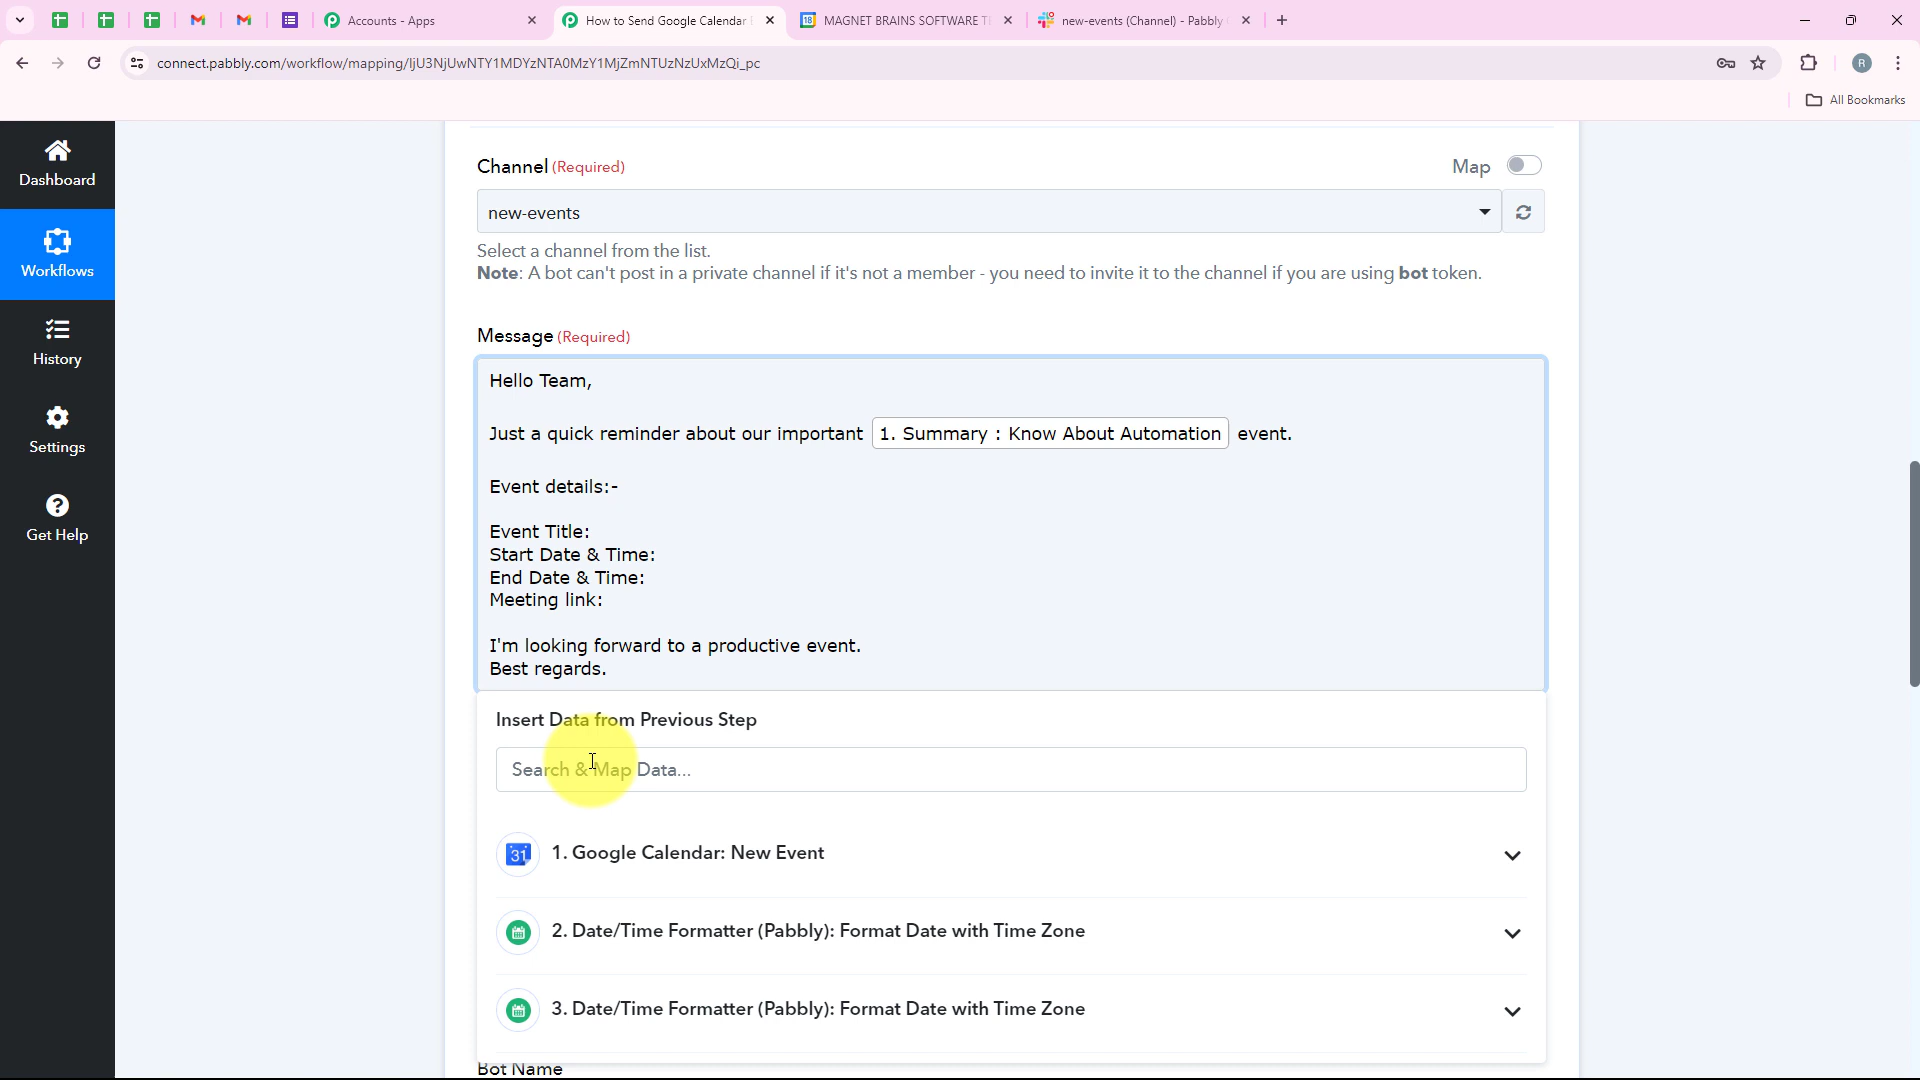 Accounts - Apps
How to Send Google Calendar
MAGNET BRAINS SOFTWARE T
new-events (Channel) - Pabbly
connect.pabbly.com/workflow/mapping/IjU3NjUwNTY1MDYzNTA0MzY1MjZmNTUzNzUxMzQi_pc
R
All Bookmarks
Dashboard
Workflows
History
Settings
Get Help
Channel (Required)
Map
new-events
Select a channel from the list.
Note: A bot can't post in a private channel if it's not a member - you need to invite it to the channel if you are using bot token.
Message (Required)
Hello Team,
Just a quick reminder about our important 1. Summary : Know About Automation event.
Event details:-
Event Title:
Start Date & Time:
End Date & Time:
Meeting link:
I'm looking forward to a productive event.
Best regards.
Insert Data from Previous Step
Search & Map Data...
31
1. Google Calendar: New Event
2. Date/Time Formatter (Pabbly): Format Date with Time Zone
3. Date/Time Formatter (Pabbly): Format Date with Time Zone
Bot Name